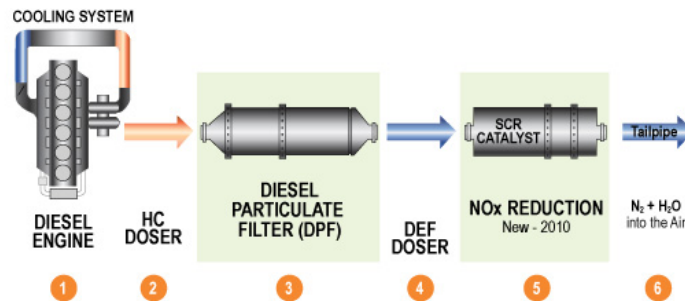 COOLING SYSTEM
DIESEL
ENGINE
HC
DOSER
DIESEL
PARTICULATE
FILTER (DPF)
DEF
DOSER
SCR
CATALYST
NOx REDUCTION
New - 2010
Tailpipe
N₂ + H₂O
into the Air
1
2
3
4
5
6